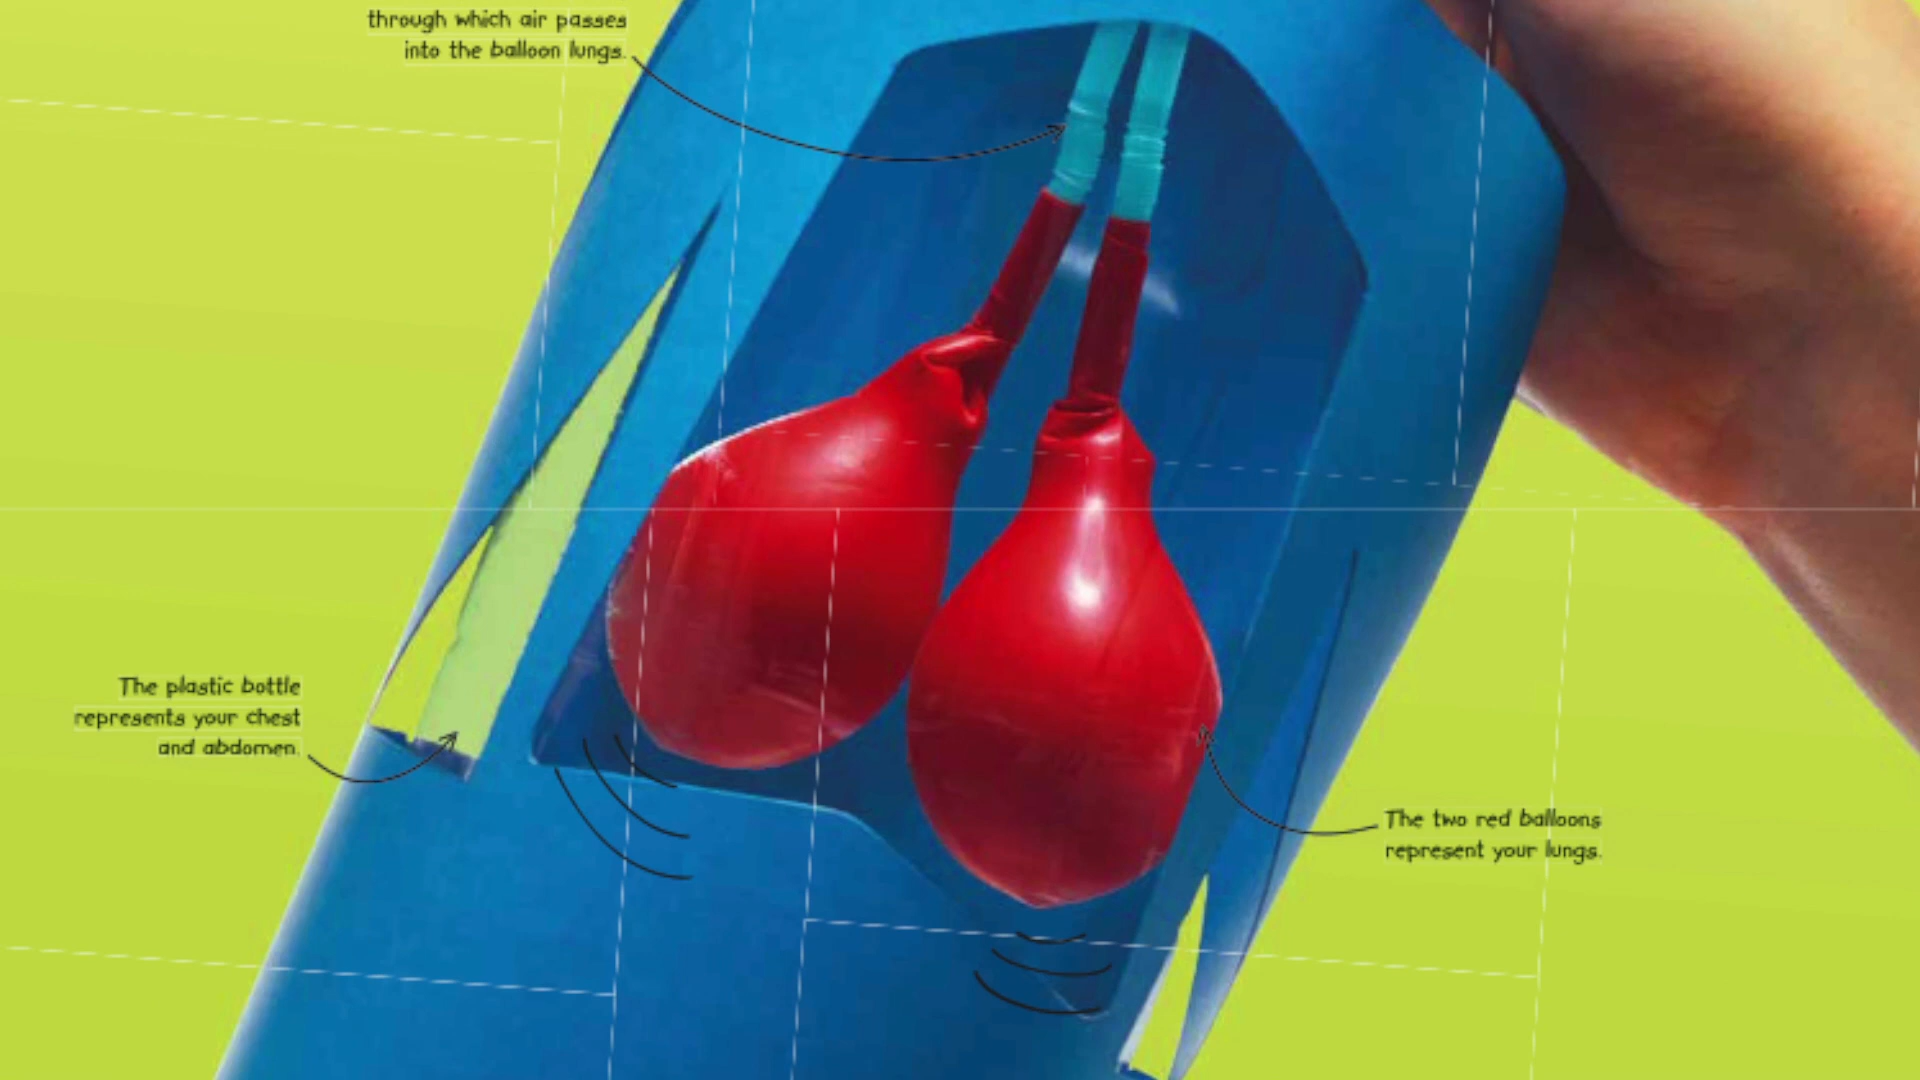 through which air passes
into the balloon lungs.
The plastic bottle
represents your chest
and abdomen.
The two red balloons
represent your lungs.